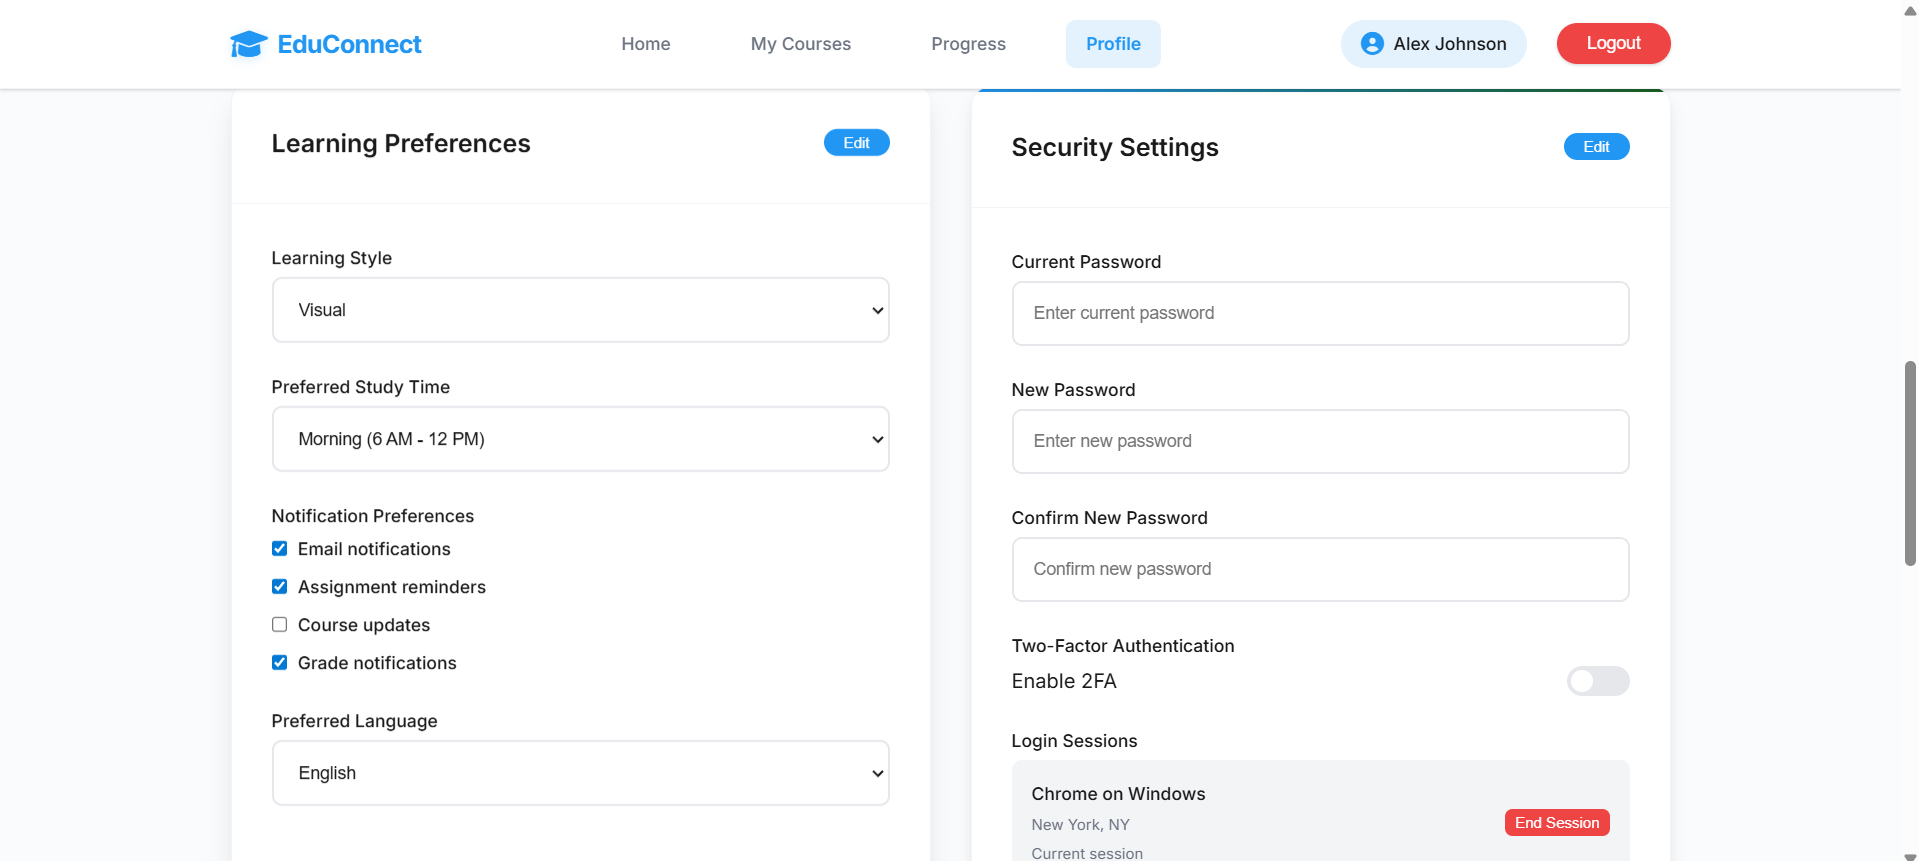 EduConnect
Home
My Courses
Progress
Profile
Alex Johnson
Logout
Learning Preferences
Edit
Learning Style
Visual
Preferred Study Time
Morning (6 AM - 12 PM)
Notification Preferences
Email notifications
Assignment reminders
Course updates
Grade notifications
Preferred Language
English
Security Settings
Edit
Current Password
Enter current password
New Password
Enter new password
Confirm New Password
Confirm new password
Two-Factor Authentication
Enable 2FA
Login Sessions
Chrome on Windows
New York, NY
Current session
End Session